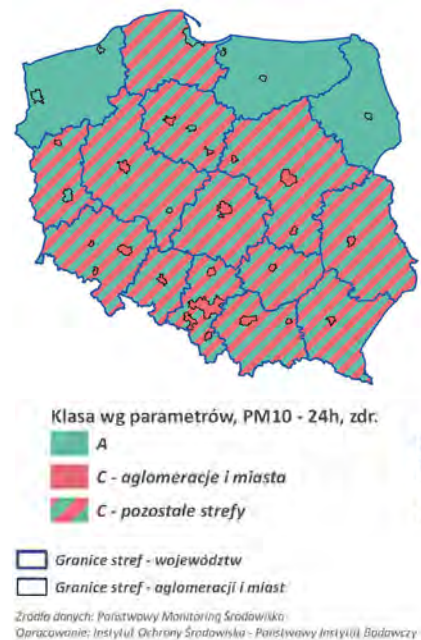 Klasa wg parametrów, PM10 - 24h, zdr.
A
C - aglomeracje i miasta
C - pozostałe strefy
Granice stref - województw
Granice stref - aglomeracji i miast
Źródło danych: Państwowy Monitoring Środowiska
Opracowanie: Instytut Ochrony Środowiska - Państwowy Instytut Badawczy